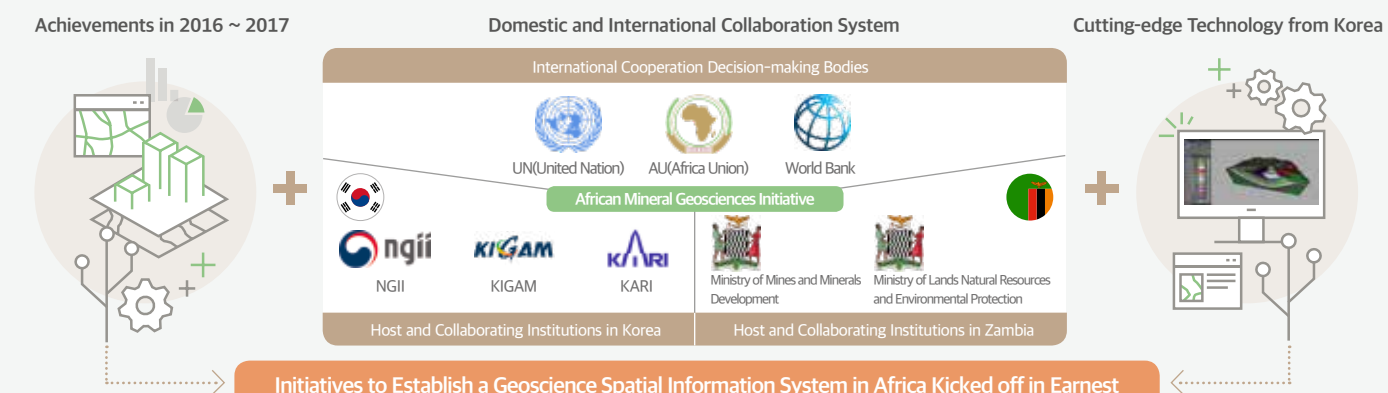 Achievements in 2016 ~ 2017
Domestic and International Collaboration System
Cutting-edge Technology from Korea
International Cooperation Decision-making Bodies
UN(United Nation)
AU(Africa Union)
World Bank
African Mineral Geosciences Initiative
ngii
KIGAM
KARI
NGII
KIGAM
KARI
Ministry of Mines and Minerals
Development
Ministry of Lands Natural Resources
and Environmental Protection
Host and Collaborating Institutions in Korea
Host and Collaborating Institutions in Zambia
Initiatives to Establish a Geoscience Spatial Information System in Africa Kicked off in Earnest